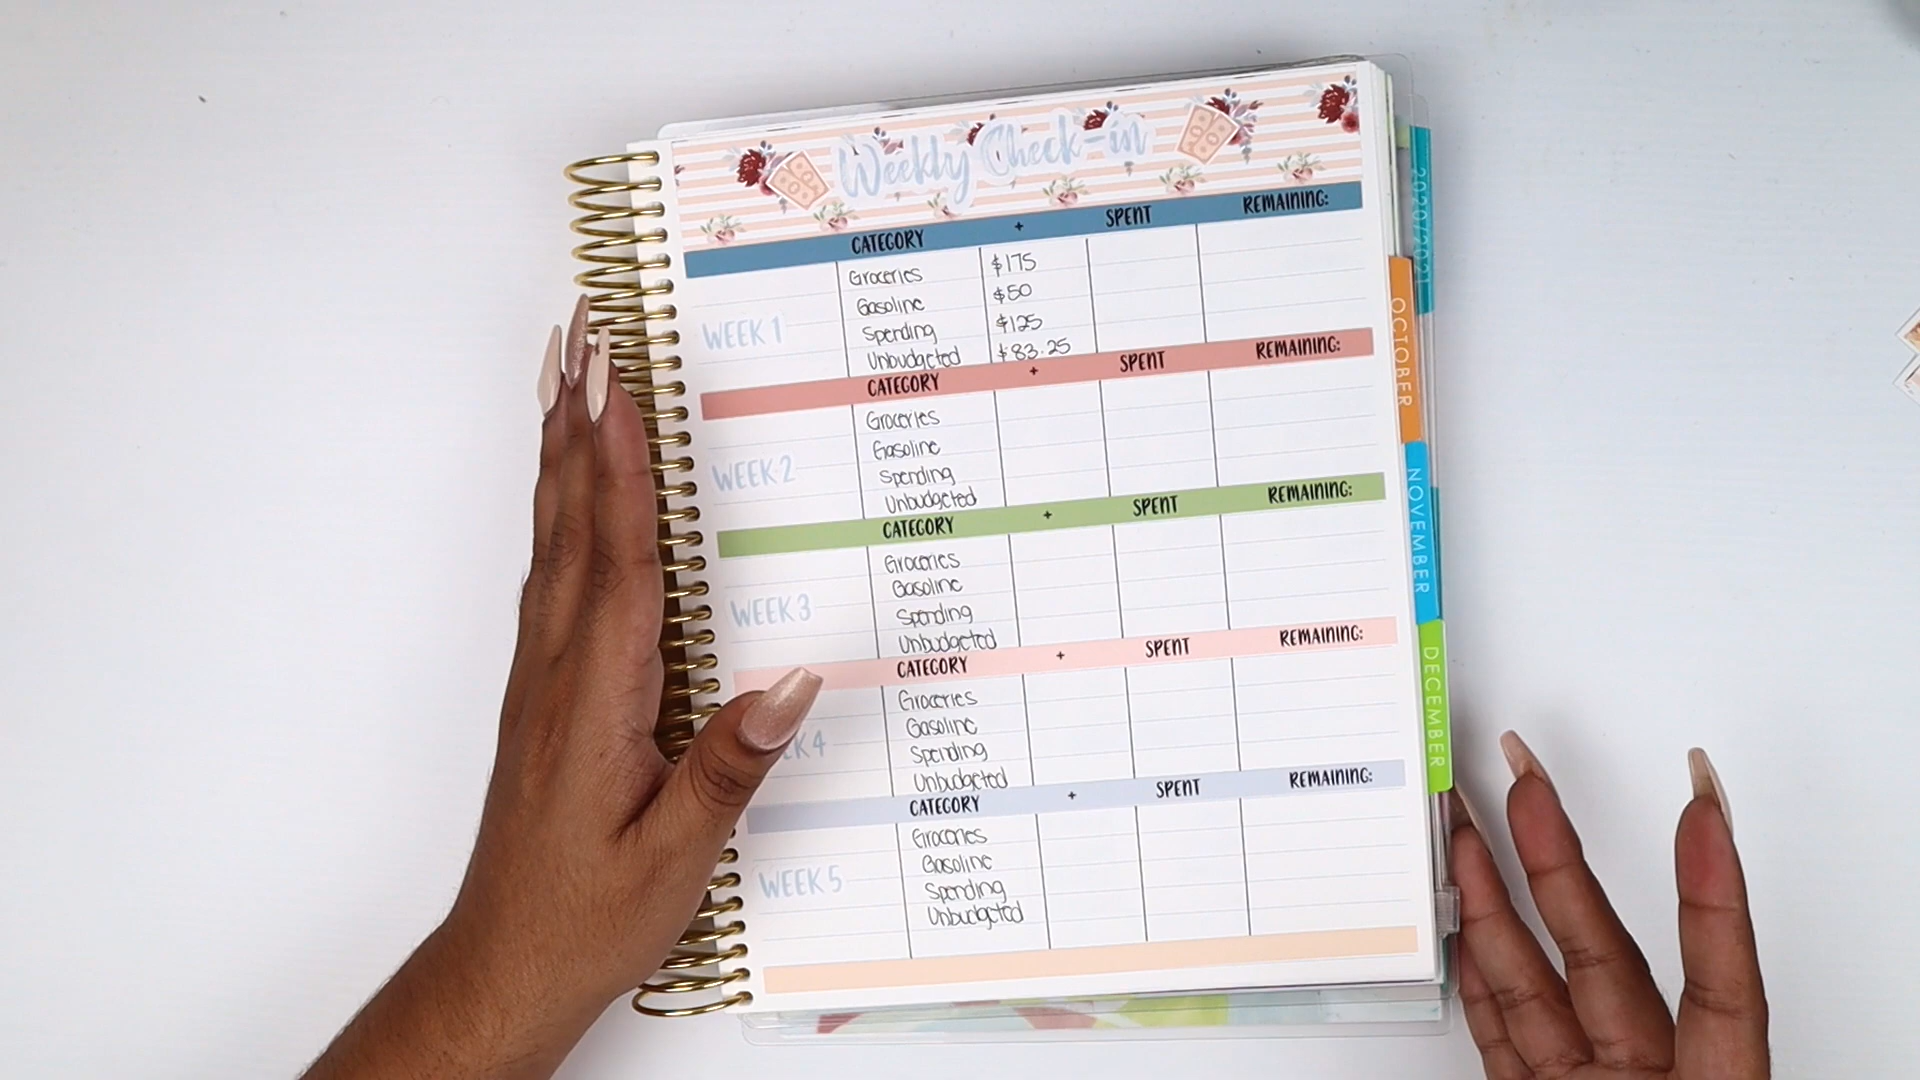 Weekly Check-in
CATEGORY + SPENT REMAINING:
WEEK 1
Groceries $175
Gasoline $50
Spending $125
Unbudgeted $83.25
CATEGORY + SPENT REMAINING:
WEEK 2
Groceries
Gasoline
Spending
Unbudgeted
CATEGORY + SPENT REMAINING:
WEEK 3
Groceries
Gasoline
Spending
Unbudgeted
CATEGORY + SPENT REMAINING:
K 4
Groceries
Gasoline
Spending
Unbudgeted
CATEGORY + SPENT REMAINING:
WEEK 5
Groceries
Gasoline
Spending
Unbudgeted
2020/2021
OCTOBER
NOVEMBER
DECEMBER